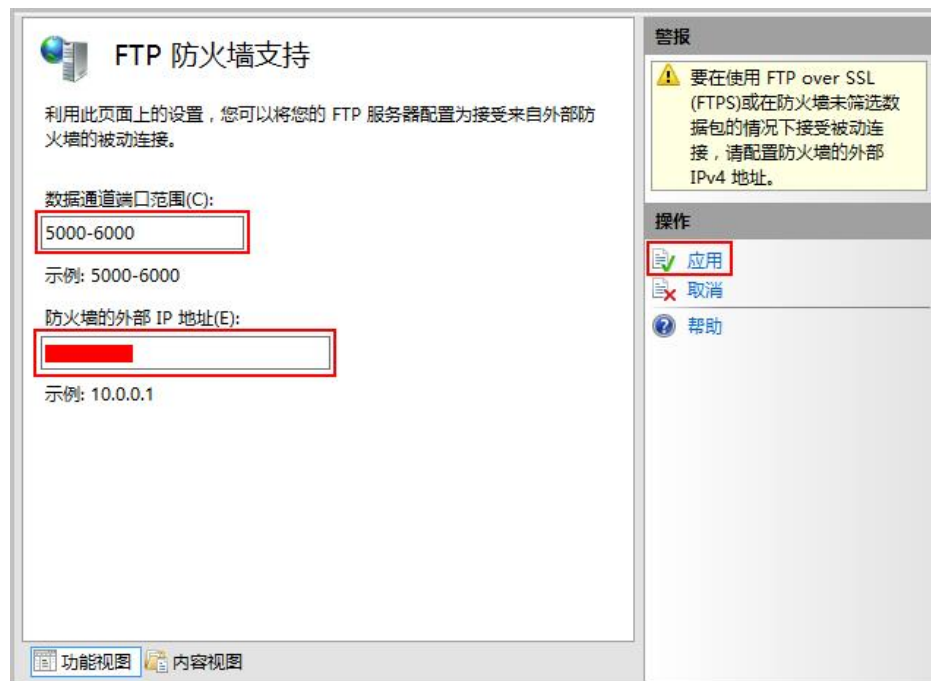 FTP 防火墙支持
利用此页面上的设置，您可以将您的 FTP 服务器配置为接受来自外部防
火墙的被动连接。
数据通道端口范围(C):
5000-6000
示例: 5000-6000
防火墙的外部 IP 地址(E):
示例: 10.0.0.1
功能视图
内容视图
警报
要在使用 FTP over SSL
(FTPS)或在防火墙未筛选数
据包的情况下接受被动连
接，请配置防火墙的外部
IPv4 地址。
操作
应用
取消
帮助